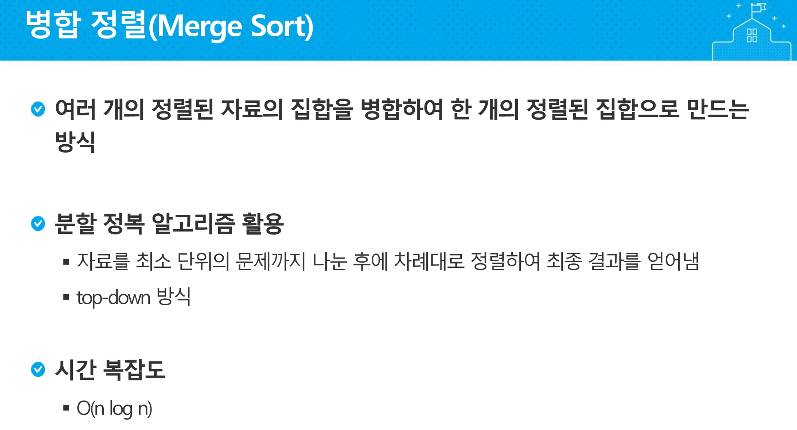 병합 정렬(Merge Sort)
여러 개의 정렬된 자료의 집합을 병합하여 한 개의 정렬된 집합으로 만드는
방식
분할 정복 알고리즘 활용
자료를 최소 단위의 문제까지 나눈 후에 차례대로 정렬하여 최종 결과를 얻어냄
top-down 방식
시간 복잡도
O(n log n)